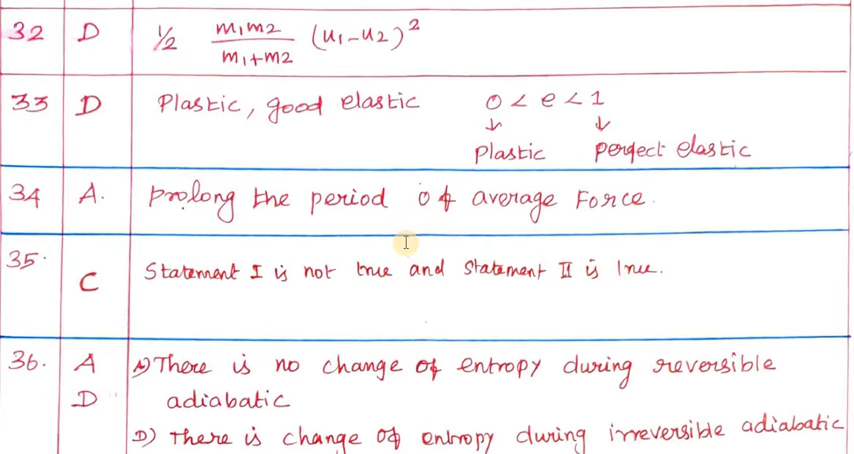 32 D 1/2 m1m2 / m1+m2 (u1-u2)²
33 D Plastic, good elastic 0 < e < 1
↓ ↓
Plastic perfect elastic
34 A. Prolong the period of average Force.
35. C Statement I is not true and Statement II is true.
36. A A) There is no change of entropy during reversible
D adiabatic
D) There is change of entropy during irreversible adiabatic